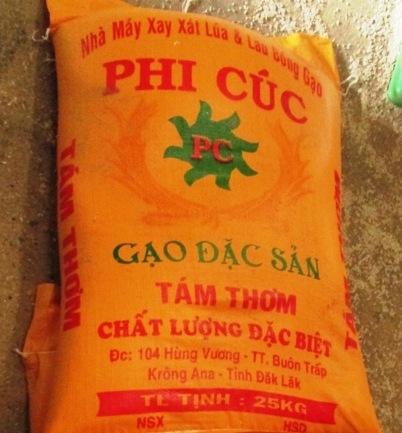 Nhà Máy Xay Xát Lúa & Lau Bóng Gạo
PHI CÚC
PC
GẠO ĐẶC SẢN
TÁM THƠM
CHẤT LƯỢNG ĐẶC BIỆT
Đc: 104 Hùng Vương - TT. Buôn Trấp
Krông Ana - Tỉnh Đăk Lăk
TL TỊNH : 25KG
NSX HSD
TÁM THƠM